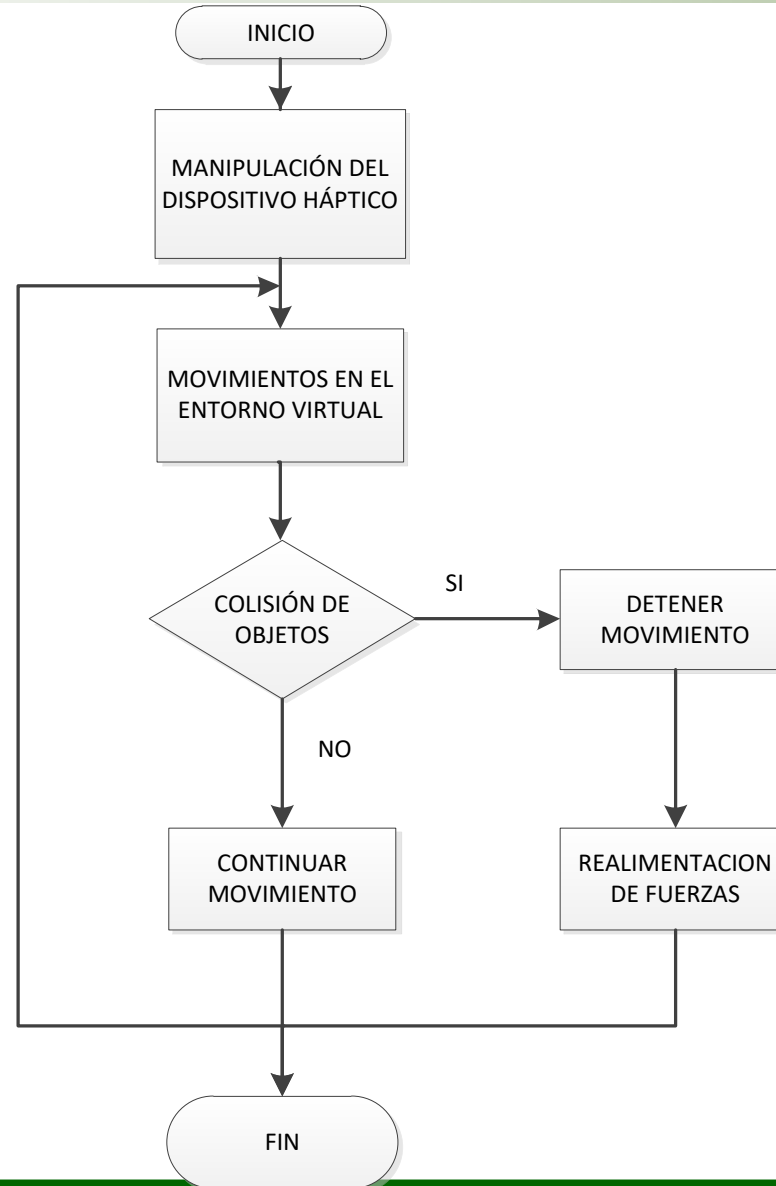 INICIO
MANIPULACIÓN DEL
DISPOSITIVO HÁPTICO
MOVIMIENTOS EN EL
ENTORNO VIRTUAL
COLISIÓN DE
OBJETOS
SI
DETENER
MOVIMIENTO
NO
CONTINUAR
MOVIMIENTO
REALIMENTACION
DE FUERZAS
FIN